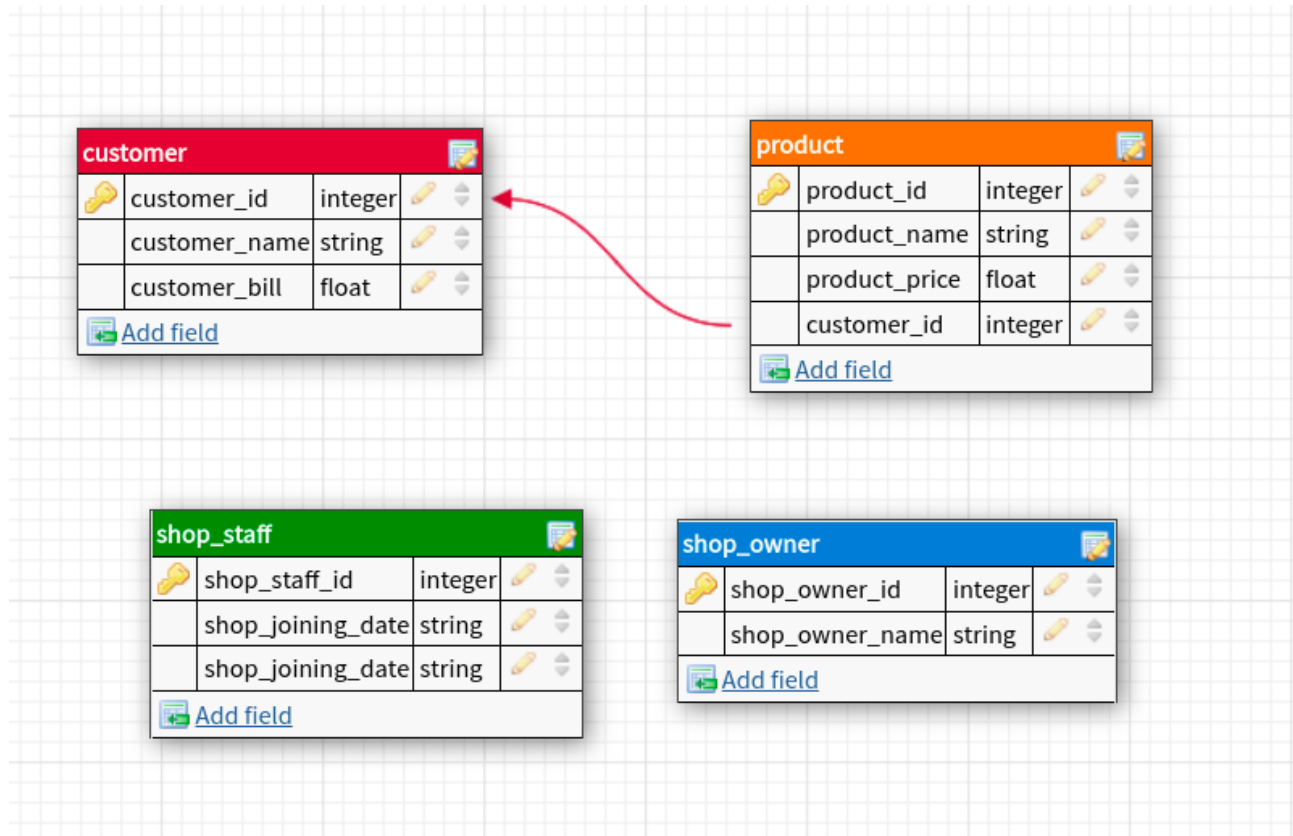 customer
customer_id integer
customer_name string
customer_bill float
Add field
product
product_id integer
product_name string
product_price float
customer_id integer
Add field
shop_staff
shop_staff_id integer
shop_joining_date string
shop_joining_date string
Add field
shop_owner
shop_owner_id integer
shop_owner_name string
Add field